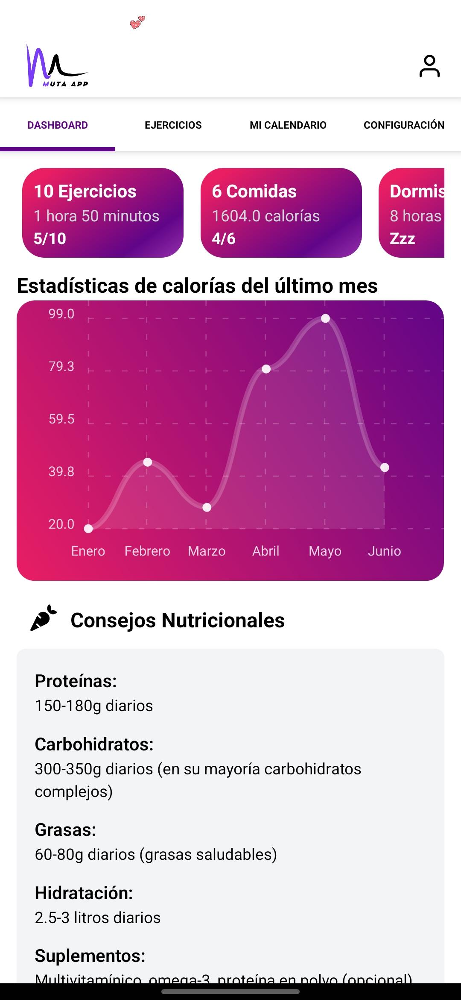 MUTA APP
DASHBOARD
EJERCICIOS
MI CALENDARIO
CONFIGURACIÓN
10 Ejercicios
1 hora 50 minutos
5/10
6 Comidas
1604.0 calorías
4/6
Dormis
8 horas
Zzz
Estadísticas de calorías del último mes
99.0
79.3
59.5
39.8
20.0
Enero Febrero Marzo Abril Mayo Junio
Consejos Nutricionales
Proteínas:
150-180g diarios
Carbohidratos:
300-350g diarios (en su mayoría carbohidratos
complejos)
Grasas:
60-80g diarios (grasas saludables)
Hidratación:
2.5-3 litros diarios
Suplementos:
Multivitamínico, omega-3, proteína en polvo (opcional)